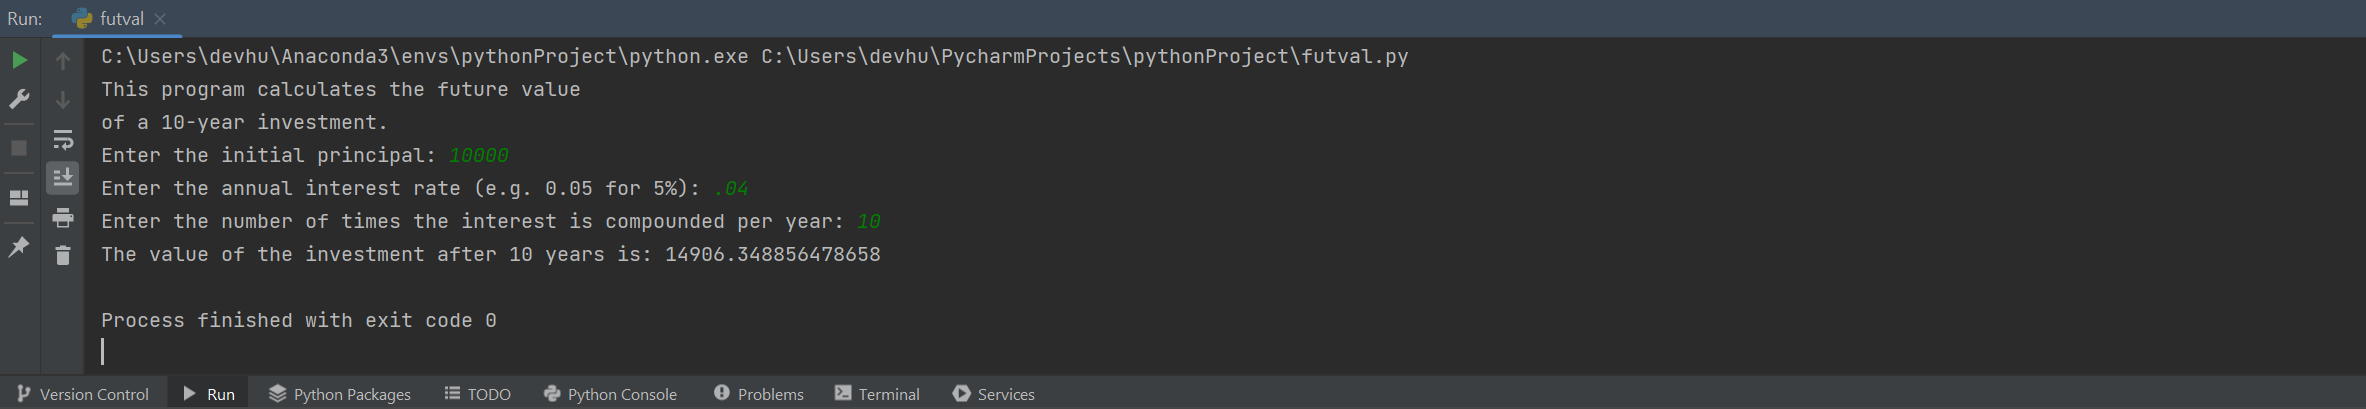 Run: futval
C:\Users\devhu\Anaconda3\envs\pythonProject\python.exe C:\Users\devhu\PycharmProjects\pythonProject\futval.py
This program calculates the future value
of a 10-year investment.
Enter the initial principal: 10000
Enter the annual interest rate (e.g. 0.05 for 5%): .04
Enter the number of times the interest is compounded per year: 10
The value of the investment after 10 years is: 14906.348856478658
Process finished with exit code 0
Version Control Run Python Packages TODO Python Console Problems Terminal Services